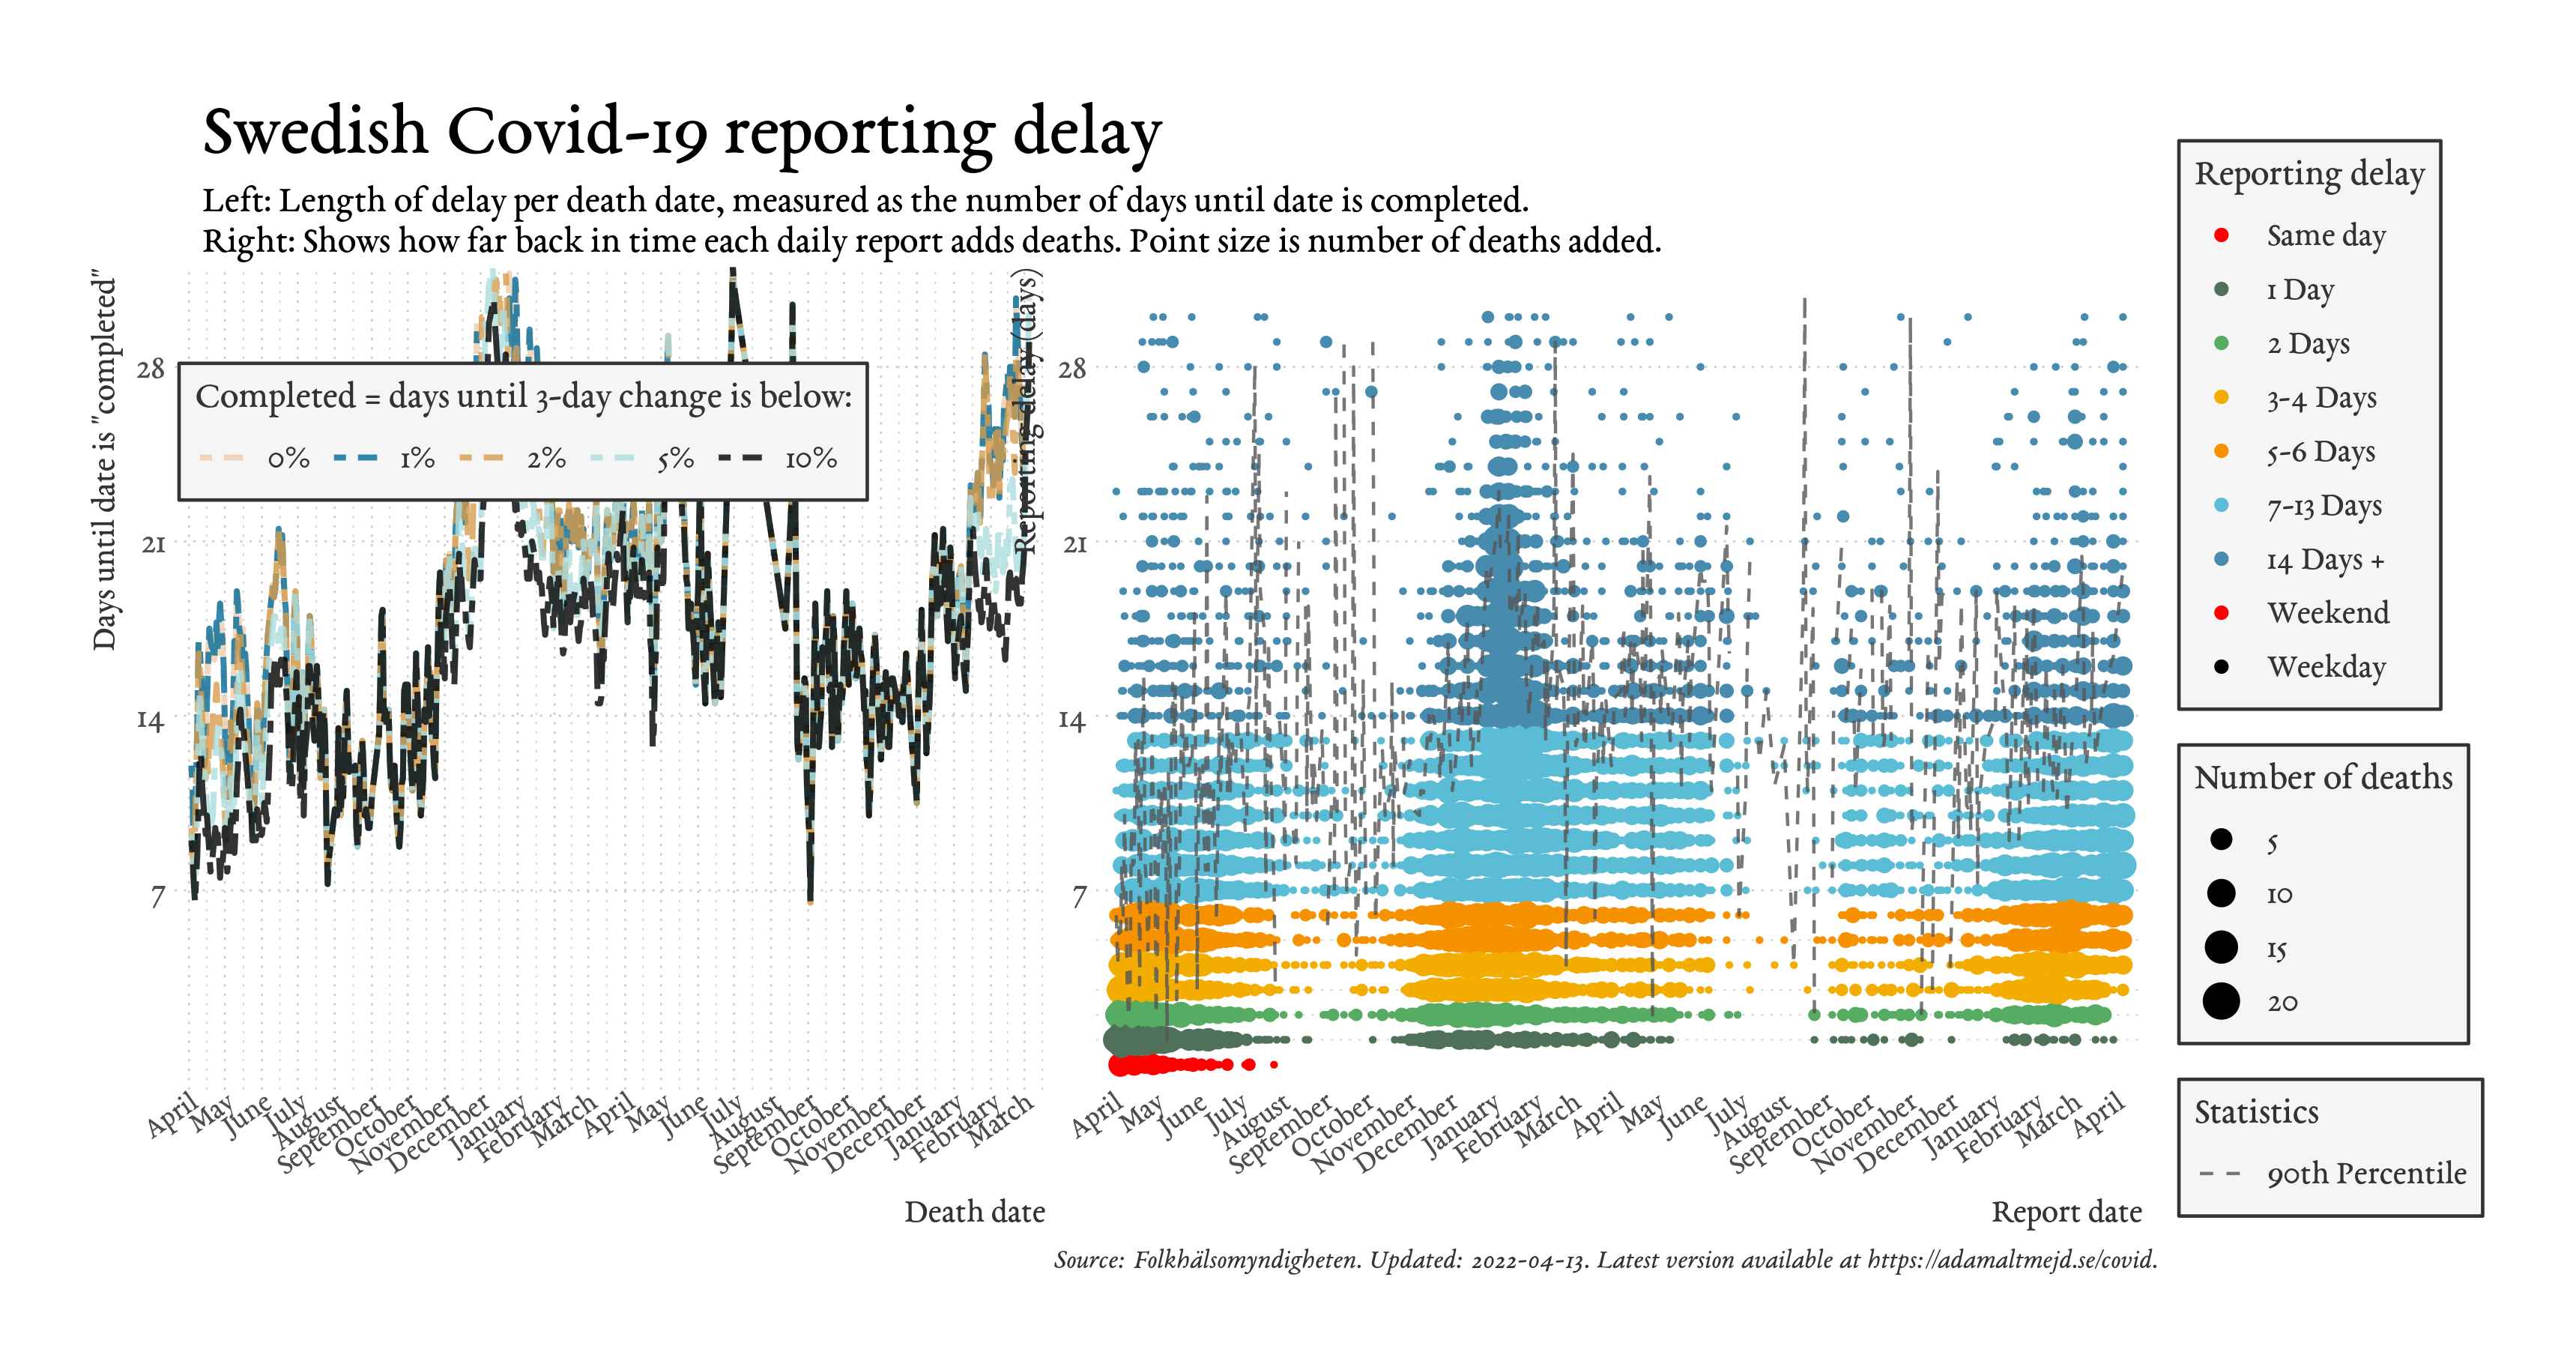 Swedish Covid-19 reporting delay
Left: Length of delay per death date, measured as the number of days until date is completed.
Right: Shows how far back in time each daily report adds deaths. Point size is number of deaths added.
Days until date is "completed"
28
21
14
7
Completed = days until 3-day change is below:
0% 1% 2% 5% 10%
April
May
June
July
August
September
October
November
December
January
February
March
April
May
June
July
August
September
October
November
December
January
February
March
Death date
Reporting delay (days)
28
21
14
7
April
May
June
July
August
September
October
November
December
January
February
March
April
May
June
July
August
September
October
November
December
January
February
March
April
Report date
Reporting delay
Same day
1 Day
2 Days
3-4 Days
5-6 Days
7-13 Days
14 Days +
Weekend
Weekday
Number of deaths
5
10
15
20
Statistics
90th Percentile
Source: Folkhälsomyndigheten. Updated: 2022-04-13. Latest version available at https://adamaltmejd.se/covid.